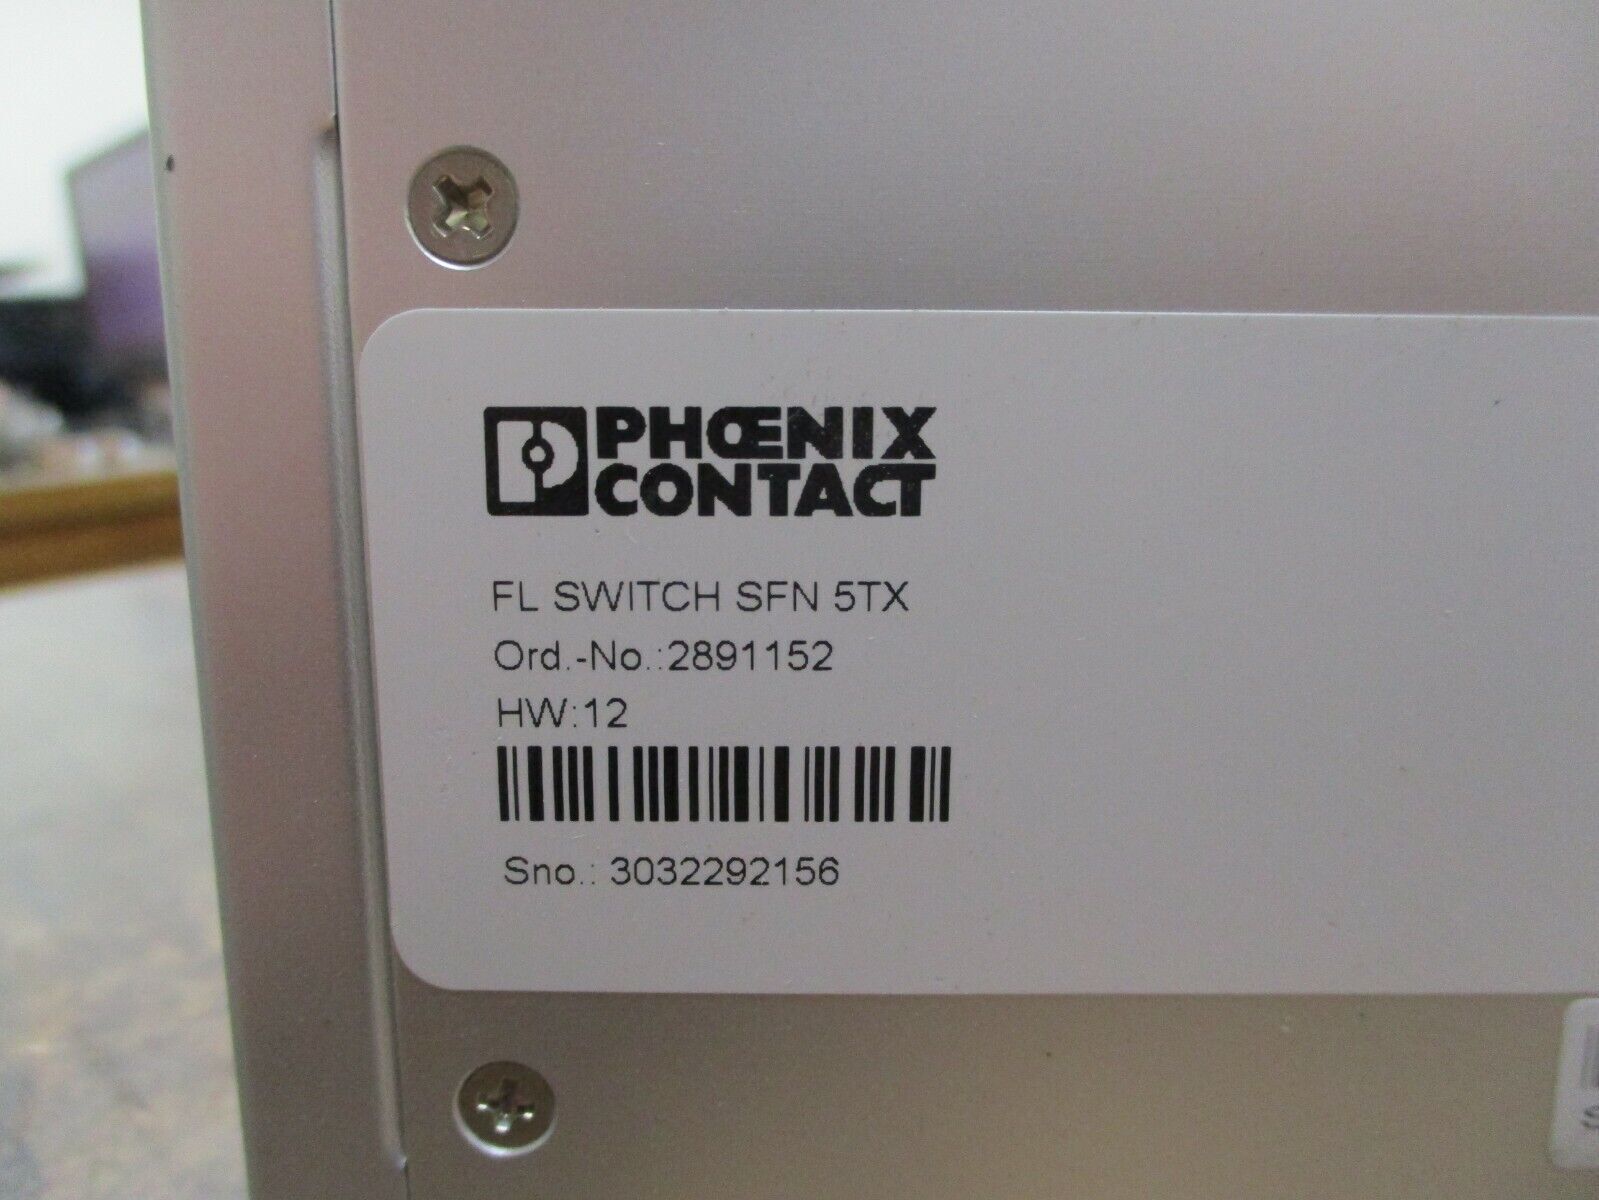 PHŒNIX
CONTACT
FL SWITCH SFN 5TX
Ord.-No.:2891152
HW:12
Sno.: 3032292156